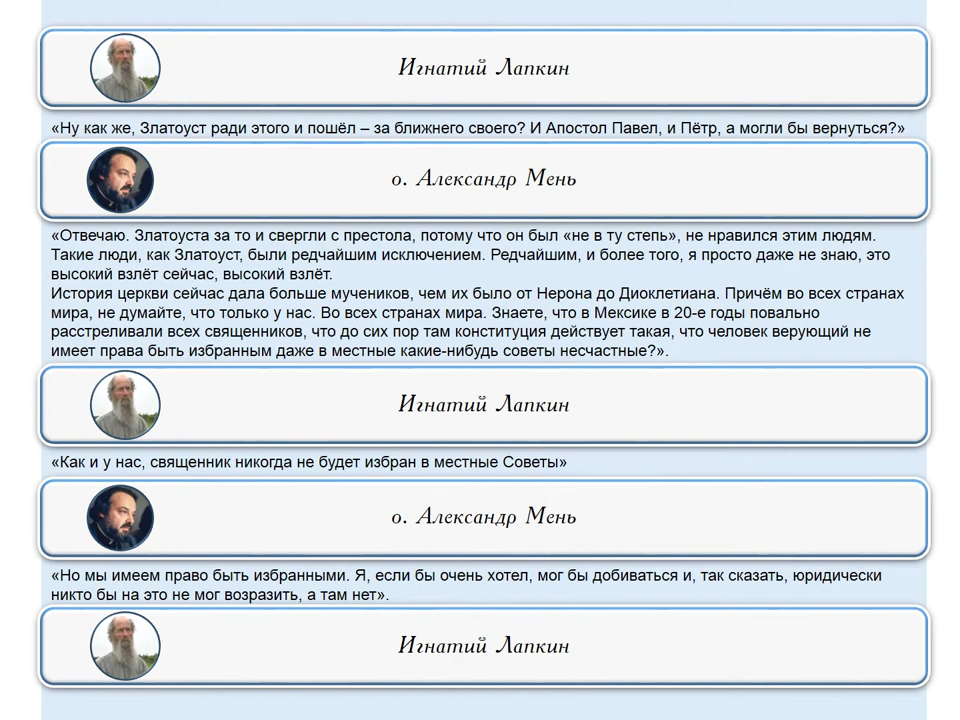 Игнатий Лапкин
«Ну как же, Златоуст ради этого и пошёл – за ближнего своего? И Апостол Павел, и Пётр, а могли бы вернуться?»
о. Александр Мень
«Отвечаю. Златоуста за то и свергли с престола, потому что он был «не в ту степь», не нравился этим людям.
Такие люди, как Златоуст, были редчайшим исключением. Редчайшим, и более того, я просто даже не знаю, это
высокий взлёт сейчас, высокий взлёт.
История церкви сейчас дала больше мучеников, чем их было от Нерона до Диоклетиана. Причём во всех странах
мира, не думайте, что только у нас. Во всех странах мира. Знаете, что в Мексике в 20-е годы повально
расстреливали всех священников, что до сих пор там конституция действует такая, что человек верующий не
имеет права быть избранным даже в местные какие-нибудь советы несчастные?».
Игнатий Лапкин
«Как и у нас, священник никогда не будет избран в местные Советы»
о. Александр Мень
«Но мы имеем право быть избранными. Я, если бы очень хотел, мог бы добиваться и, так сказать, юридически
никто бы на это не мог возразить, а там нет».
Игнатий Лапкин